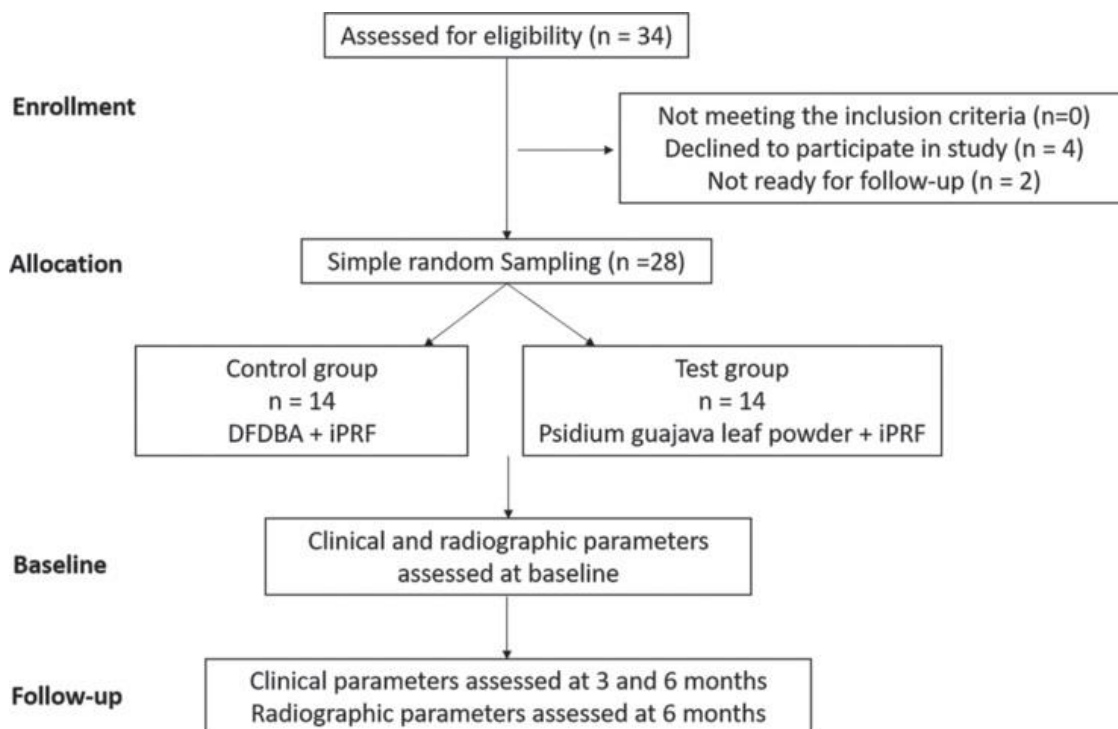 Assessed for eligibility (n = 34)
Enrollment
Not meeting the inclusion criteria (n=0)
Declined to participate in study (n = 4)
Not ready for follow-up (n = 2)
Allocation
Simple random Sampling (n =28)
Control group
n = 14
DFDBA + iPRF
Test group
n = 14
Psidium guajava leaf powder + iPRF
Baseline
Clinical and radiographic parameters
assessed at baseline
Follow-up
Clinical parameters assessed at 3 and 6 months
Radiographic parameters assessed at 6 months